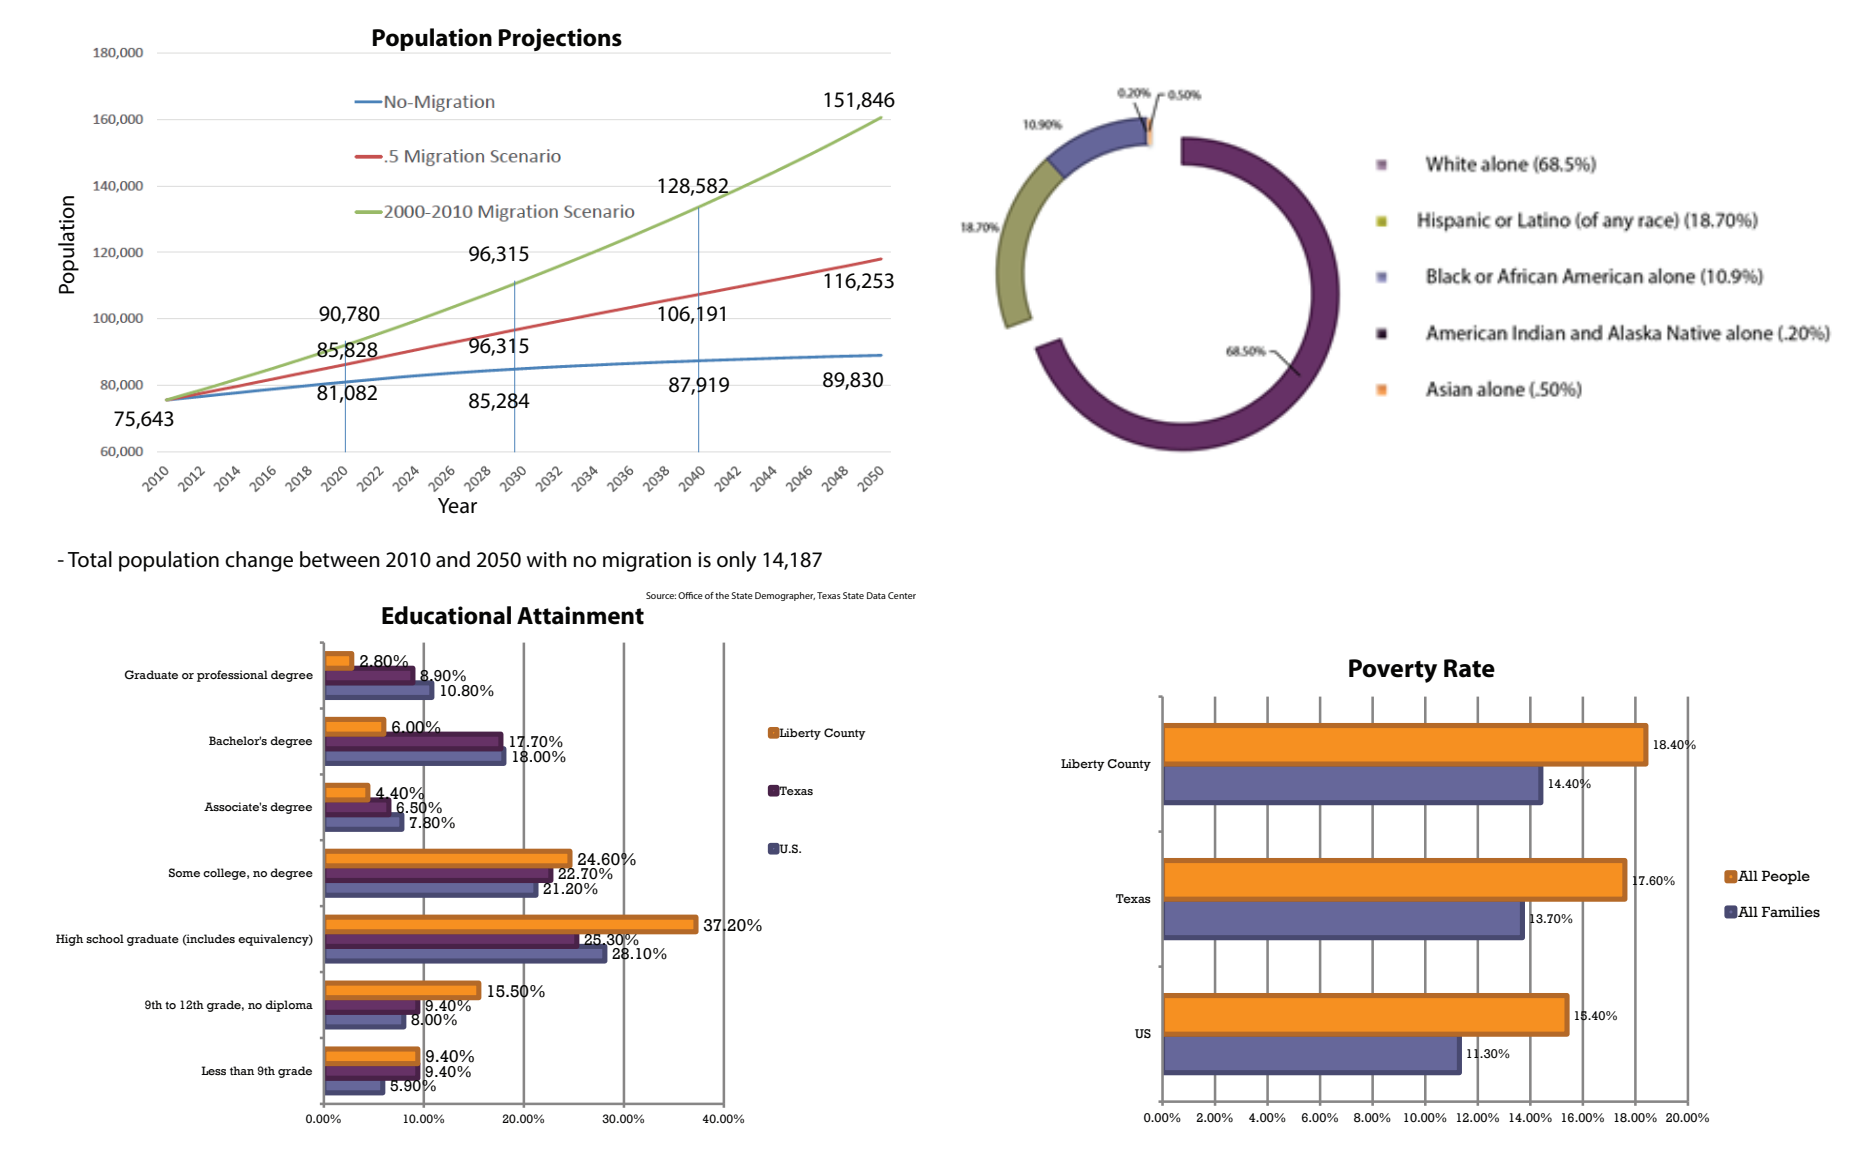 Population Projections
180,000
160,000
140,000
120,000
100,000
80,000
60,000
Population
No-Migration
.5 Migration Scenario
2000-2010 Migration Scenario
151,846
128,582
96,315
90,780
116,253
106,191
96,315
85,828
89,830
87,919
85,284
81,082
75,643
2010 2012 2014 2016 2018 2020 2022 2024 2026 2028 2030 2032 2034 2036 2038 2040 2042 2044 2046 2048 2050
Year
0.20% 0.50%
10.90%
18.70%
68.50%
White alone (68.5%)
Hispanic or Latino (of any race) (18.70%)
Black or African American alone (10.9%)
American Indian and Alaska Native alone (.20%)
Asian alone (.50%)
- Total population change between 2010 and 2050 with no migration is only 14,187
Source: Office of the State Demographer, Texas State Data Center
Educational Attainment
Graduate or professional degree
2.80%
8.90%
10.80%
Bachelor's degree
6.00%
17.70%
18.00%
Associate's degree
4.40%
6.50%
7.80%
Some college, no degree
24.60%
22.70%
21.20%
High school graduate (includes equivalency)
37.20%
25.30%
28.10%
9th to 12th grade, no diploma
15.50%
9.40%
8.00%
Less than 9th grade
9.40%
9.40%
5.90%
0.00% 10.00% 20.00% 30.00% 40.00%
Liberty County
Texas
U.S.
Poverty Rate
Liberty County
18.40%
14.40%
Texas
17.60%
13.70%
US
15.40%
11.30%
0.00% 2.00% 4.00% 6.00% 8.00% 10.00% 12.00% 14.00% 16.00% 18.00% 20.00%
All People
All Families